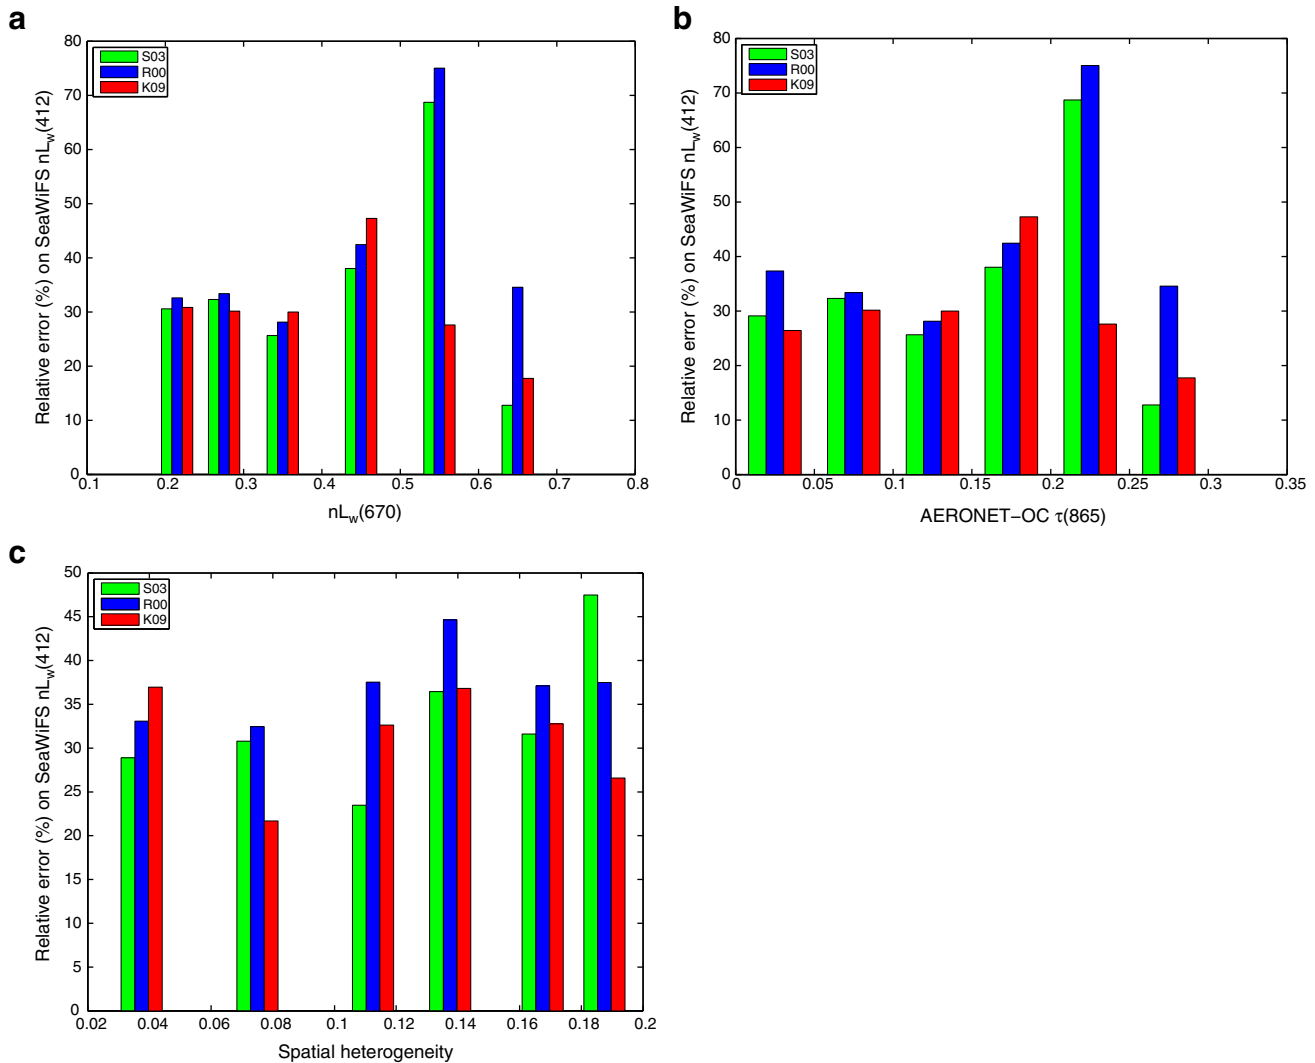 a
Relative error (%) on SeaWiFS nLw(412)
80
70
60
50
40
30
20
10
0
S03
R00
K09
0.1 0.2 0.3 0.4 0.5 0.6 0.7 0.8
nLw(670)
b
Relative error (%) on SeaWiFS nLw(412)
80
70
60
50
40
30
20
10
0
S03
R00
K09
0 0.05 0.1 0.15 0.2 0.25 0.3 0.35
AERONET−OC τ(865)
c
Relative error (%) on SeaWiFS nLw(412)
50
45
40
35
30
25
20
15
10
5
0
S03
R00
K09
0.02 0.04 0.06 0.08 0.1 0.12 0.14 0.16 0.18 0.2
Spatial heterogeneity